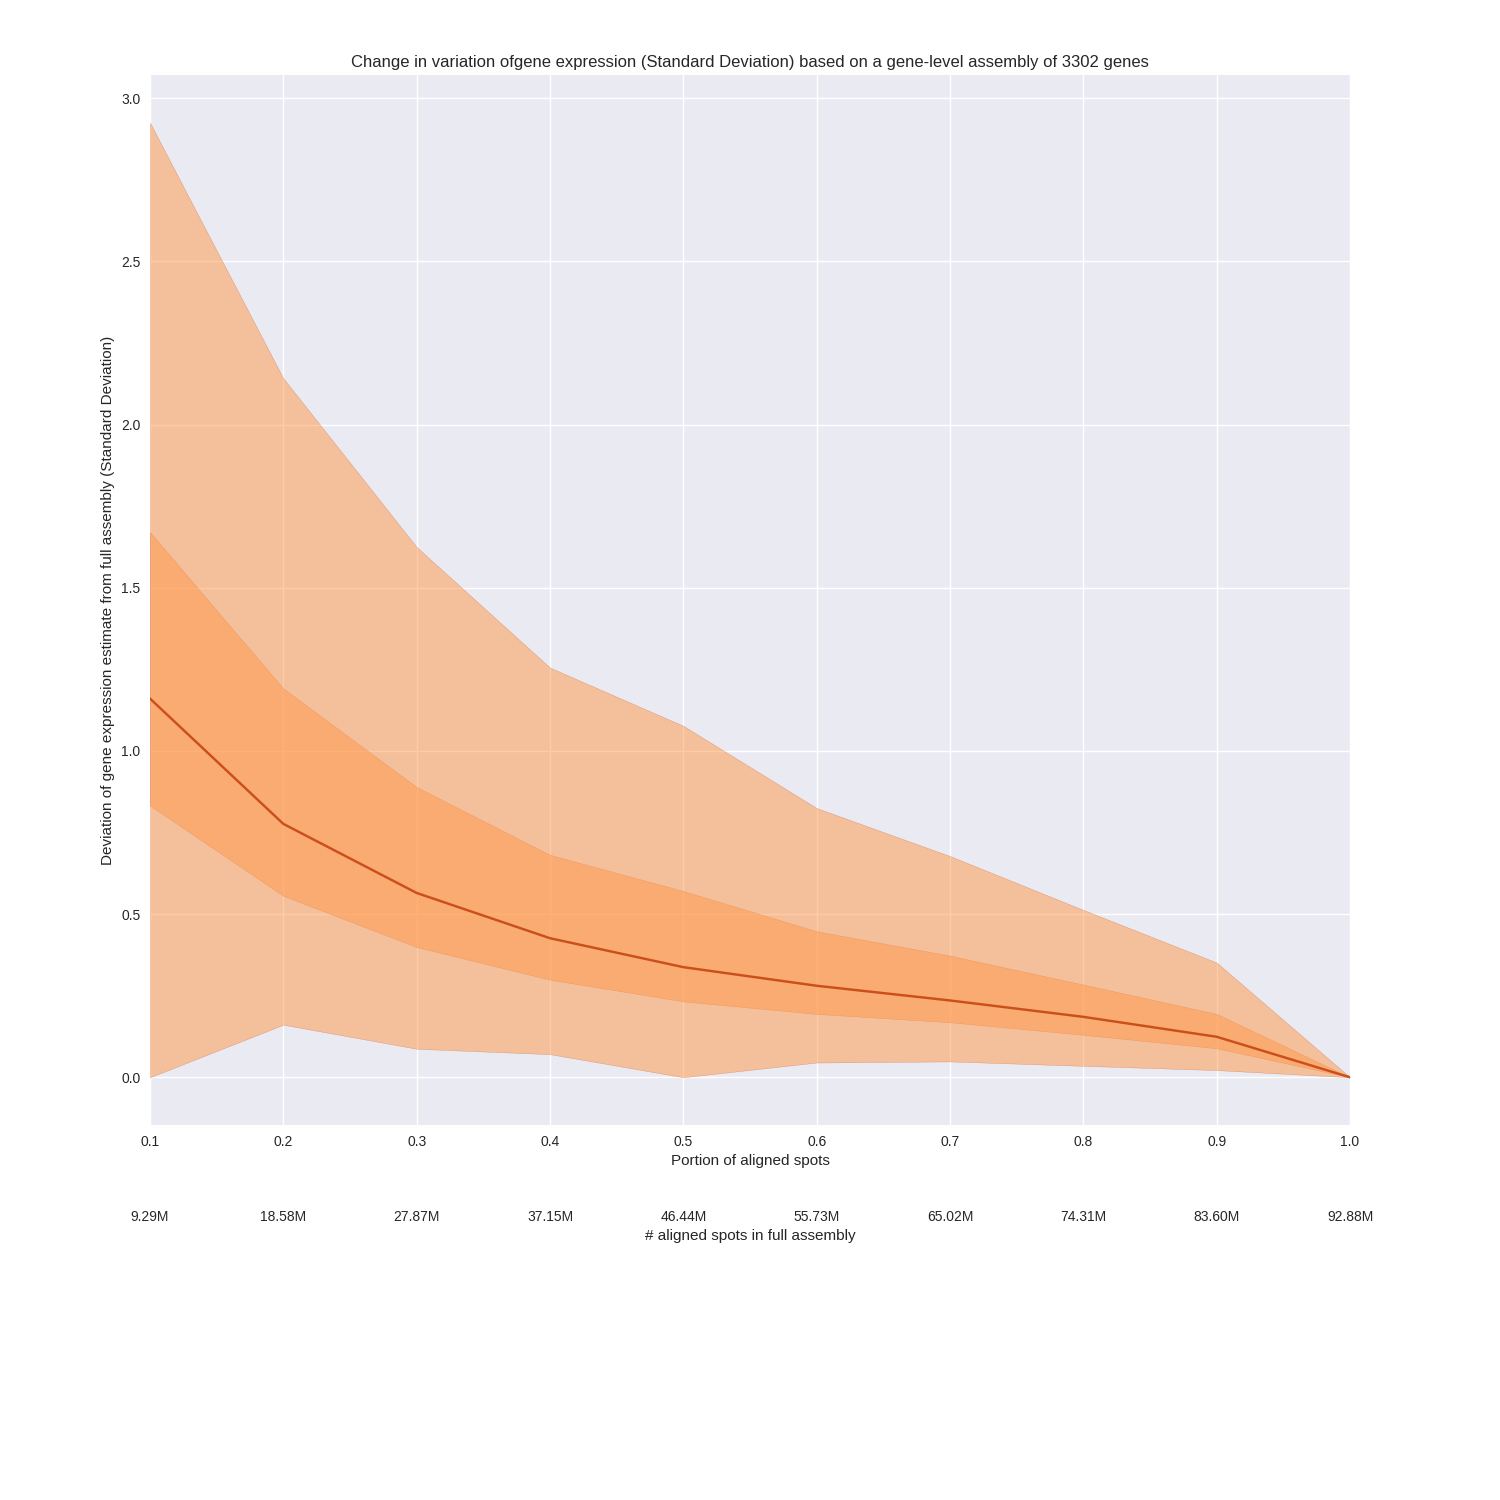 Change in variation ofgene expression (Standard Deviation) based on a gene-level assembly of 3302 genes
Deviation of gene expression estimate from full assembly (Standard Deviation)
3.0
2.5
2.0
1.5
1.0
0.5
0.0
0.1 0.2 0.3 0.4 0.5 0.6 0.7 0.8 0.9 1.0
Portion of aligned spots
9.29M 18.58M 27.87M 37.15M 46.44M 55.73M 65.02M 74.31M 83.60M 92.88M
# aligned spots in full assembly